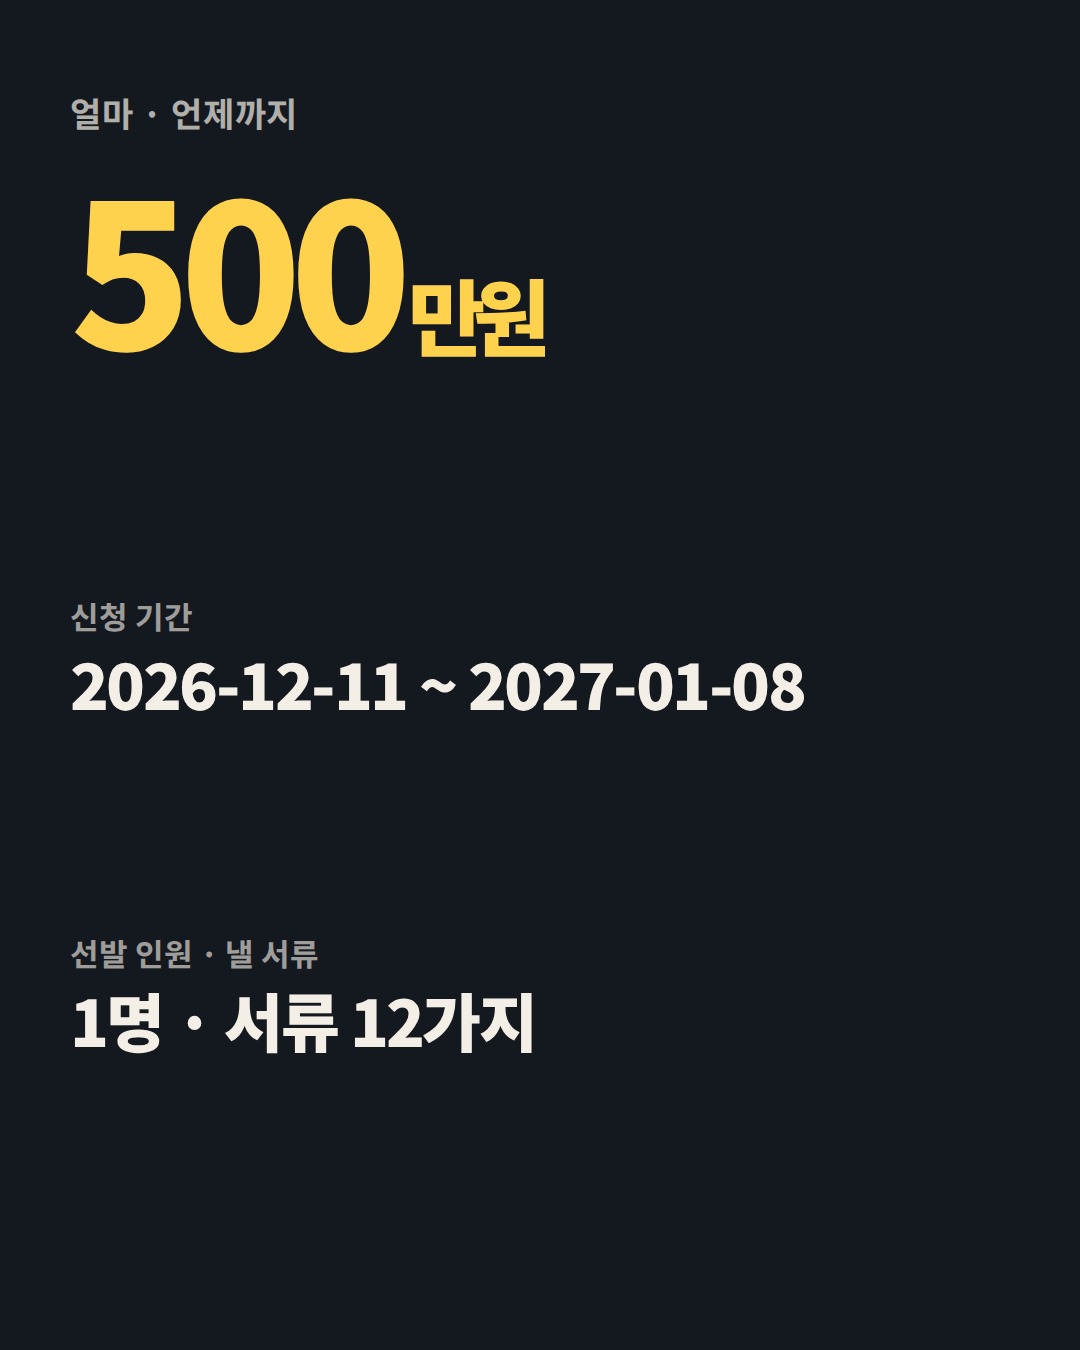 얼마 · 언제까지
500만원
신청 기간
2026-12-11 ~ 2027-01-08
선발 인원 · 낼 서류
1명 · 서류 12가지